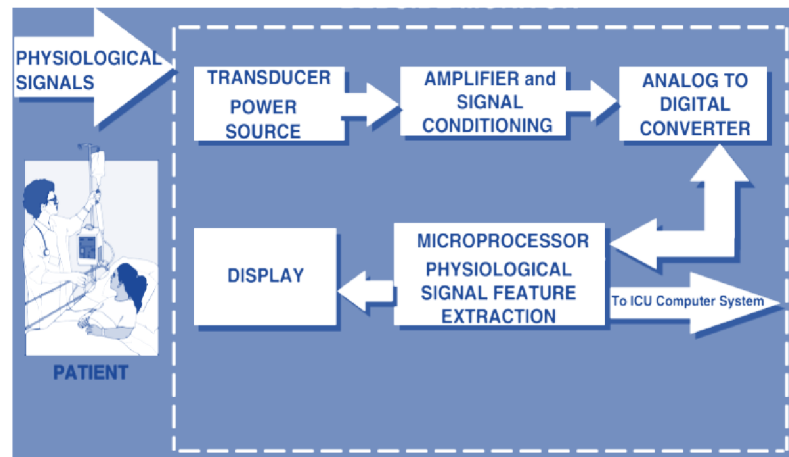 PHYSIOLOGICAL
SIGNALS
TRANSDUCER
POWER
SOURCE
AMPLIFIER and
SIGNAL
CONDITIONING
ANALOG TO
DIGITAL
CONVERTER
DISPLAY
MICROPROCESSOR
PHYSIOLOGICAL
SIGNAL FEATURE
EXTRACTION
To ICU Computer System
PATIENT